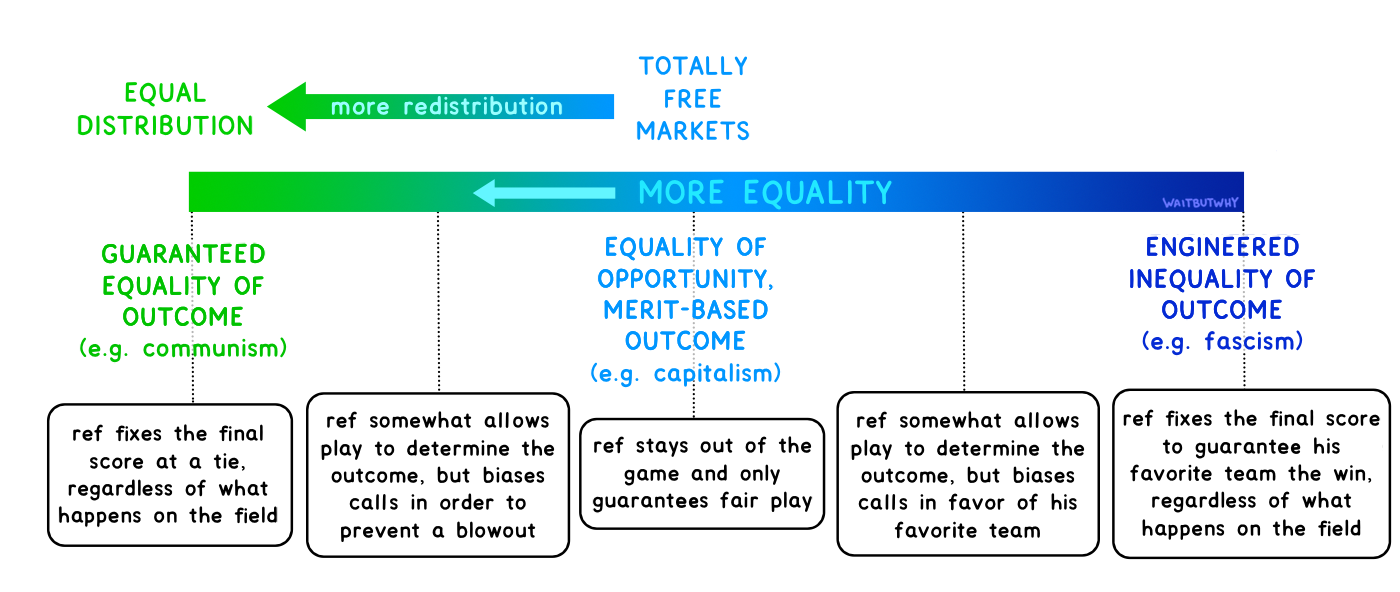 EQUAL
DISTRIBUTION
more redistribution
TOTALLY
FREE
MARKETS
MORE EQUALITY
WAITBUTWHY
GUARANTEED
EQUALITY OF
OUTCOME
(e.g. communism)
EQUALITY OF
OPPORTUNITY,
MERIT-BASED
OUTCOME
(e.g. capitalism)
ENGINEERED
INEQUALITY OF
OUTCOME
(e.g. fascism)
ref fixes the final
score at a tie,
regardless of what
happens on the field
ref somewhat allows
play to determine the
outcome, but biases
calls in order to
prevent a blowout
ref stays out of the
game and only
guarantees fair play
ref somewhat allows
play to determine the
outcome, but biases
calls in favor of his
favorite team
ref fixes the final score
to guarantee his
favorite team the win,
regardless of what
happens on the field